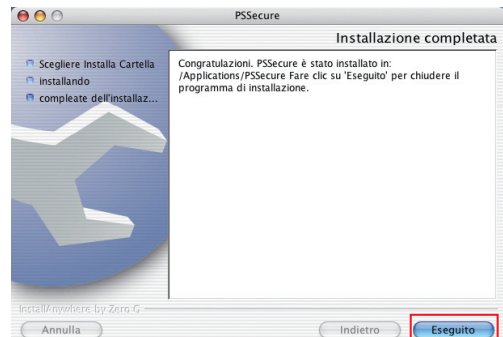 PSSecure
Installazione completata
Scegliere Installa Cartella
installando
compleate dell'installaz...
Congratulazioni. PSSecure è stato installato in:
/Applications/PSSecure Fare clic su 'Eseguito' per chiudere il
programma di installazione.
InstallAnywhere by Zero G
Annulla
Indietro
Eseguito